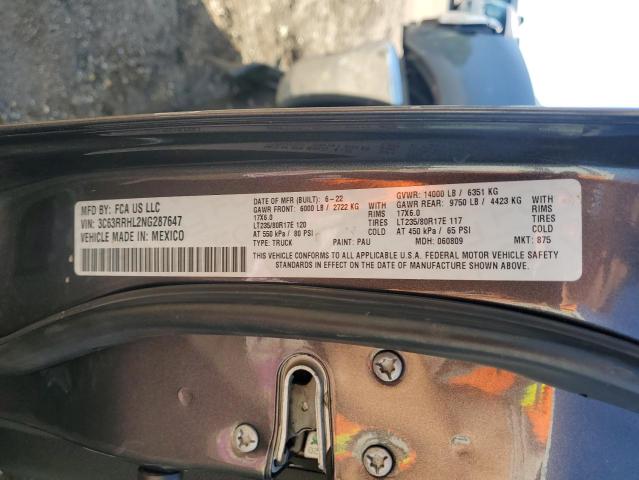 MFD BY: FCA US LLC
VIN: 3C63RRHL2NG287647
VEHICLE MADE IN: MEXICO
DATE OF MFR (BUILT): 6-22
GAWR FRONT: 6000 LB / 2722 KG WITH
17X6.0 TIRES
LT235/80R17E 120 RIMS AT
AT 550 kPa / 80 PSI COLD
TYPE: TRUCK PAINT: PAU
GVWR: 14000 LB / 6351 KG
GAWR REAR: 9750 LB / 4423 KG WITH
17X6.0 TIRES
LT235/80R17E 117 RIMS AT
AT 450 kPa / 65 PSI COLD
MDH: 060809 MKT: 875
THIS VEHICLE CONFORMS TO ALL APPLICABLE U.S.A. FEDERAL MOTOR VEHICLE SAFETY
STANDARDS IN EFFECT ON THE DATE OF MANUFACTURE SHOWN ABOVE.